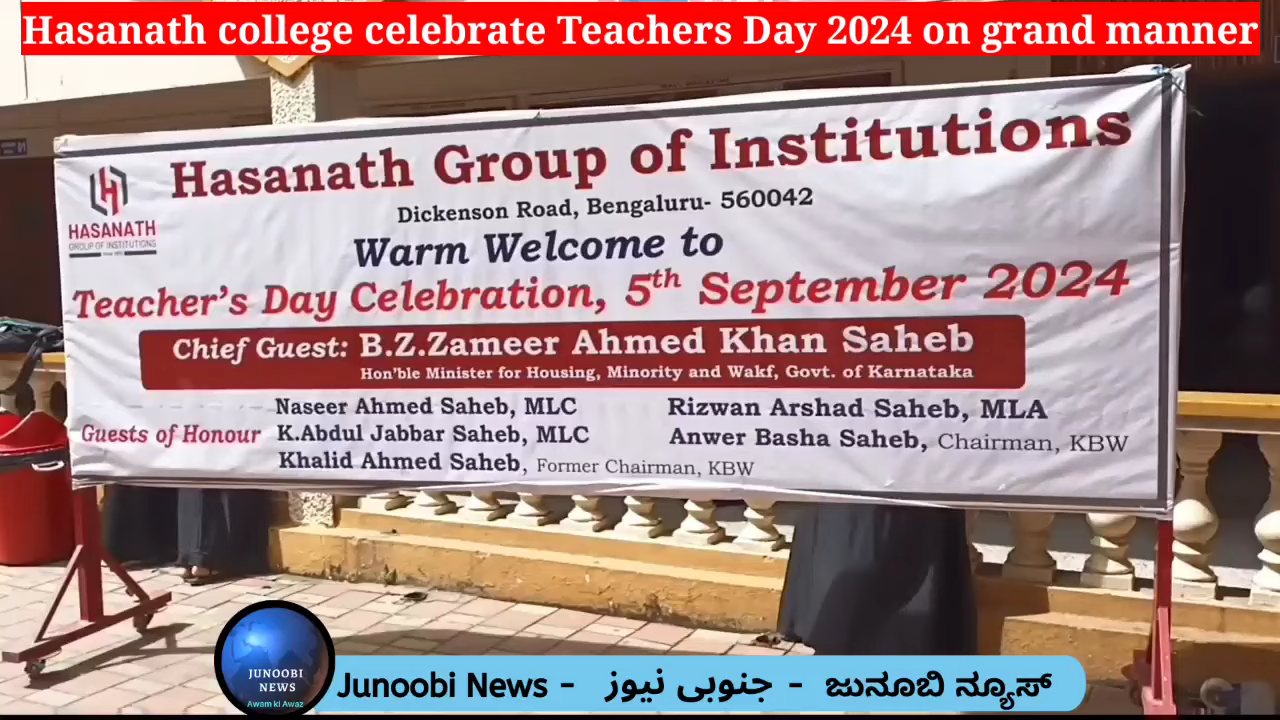 Hasanath college celebrate Teachers Day 2024 on grand manner
Hasanath Group of Institutions
HASANATH
GROUP OF INSTITUTIONS
Dickenson Road, Bengaluru- 560042
Warm Welcome to
Teacher's Day Celebration, 5th September 2024
Chief Guest: B.Z.Zameer Ahmed Khan Saheb
Hon'ble Minister for Housing, Minority and Wakf, Govt. of Karnataka
Guests of Honour
Naseer Ahmed Saheb, MLC
K.Abdul Jabbar Saheb, MLC
Khalid Ahmed Saheb, Former Chairman, KBW
Rizwan Arshad Saheb, MLA
Anwer Basha Saheb, Chairman, KBW
JUNOOBI
NEWS
Awam ki Awaz
Junoobi News - جنوبی نیوز - ಜುನೂಬಿ ನ್ಯೂಸ್